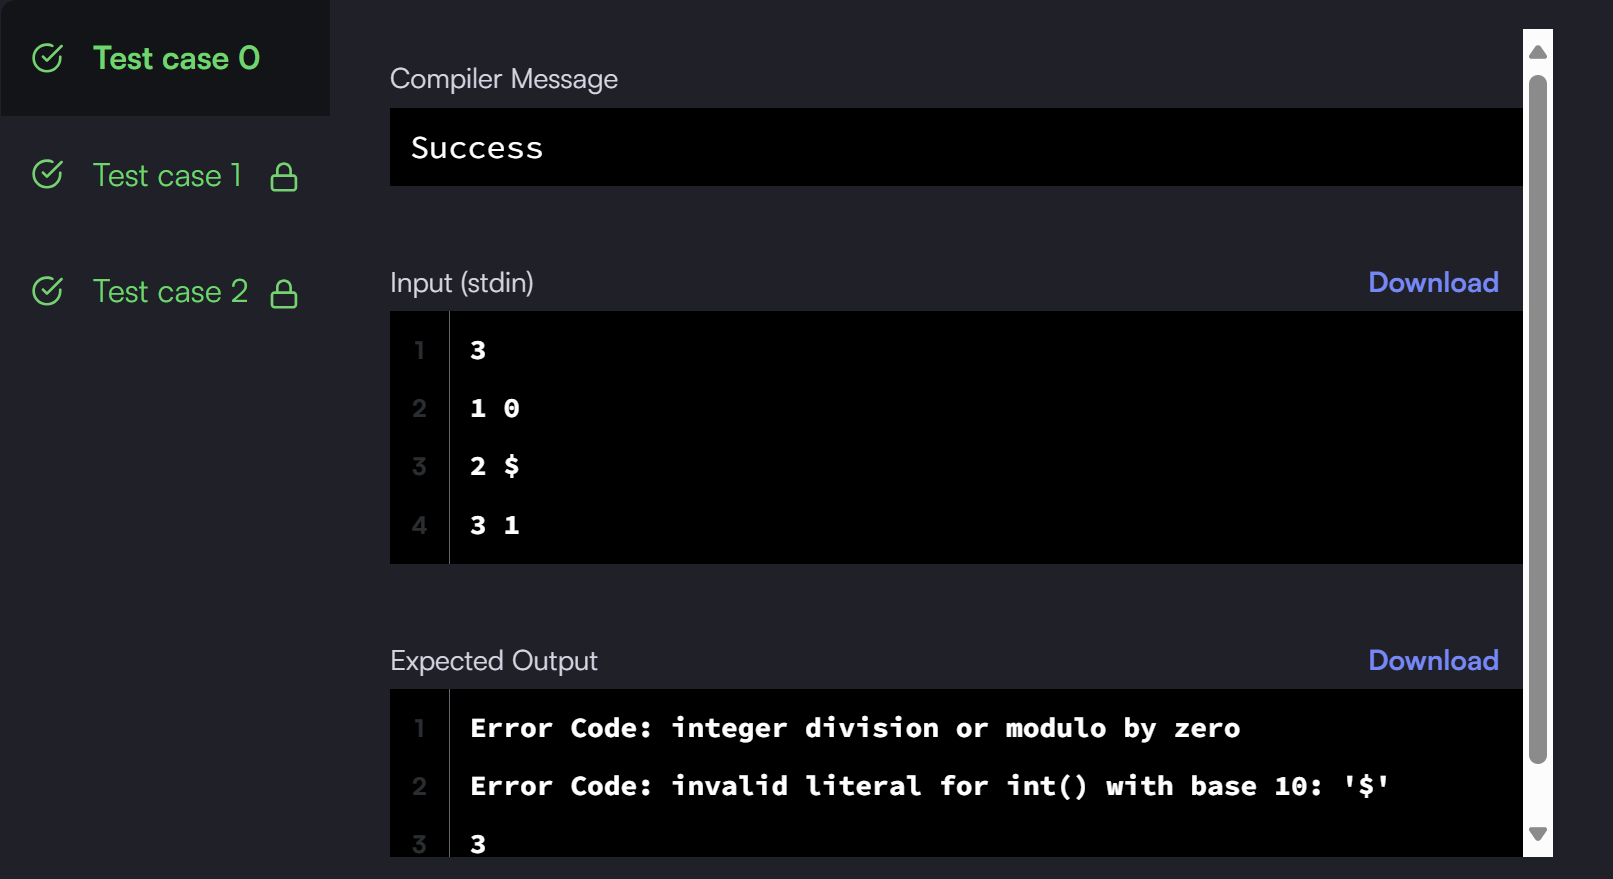 Test case 0
Test case 1
Test case 2
Compiler Message
Success
Input (stdin)
Download
1 3
2 1 0
3 2 $
4 3 1
Expected Output
Download
1 Error Code: integer division or modulo by zero
2 Error Code: invalid literal for int() with base 10: '$'
3 3